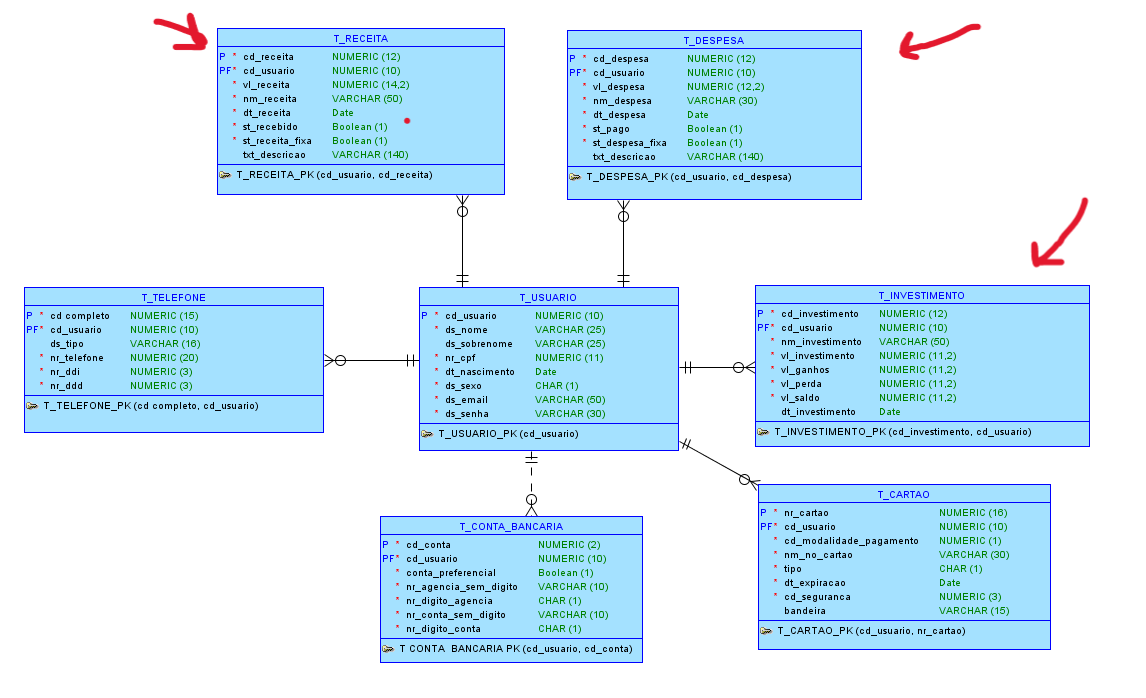 T_RECEITA
P * cd_receita NUMERIC (12)
PF* cd_usuario NUMERIC (10)
* vl_receita NUMERIC (14,2)
* nm_receita VARCHAR (50)
* dt_receita Date
* st_recebido Boolean (1)
* st_receita_fixa Boolean (1)
txt_descricao VARCHAR (140)
T_RECEITA_PK (cd_usuario, cd_receita)
T_DESPESA
P * cd_despesa NUMERIC (12)
PF* cd_usuario NUMERIC (10)
* vl_despesa NUMERIC (12,2)
* nm_despesa VARCHAR (30)
* dt_despesa Date
* st_pago Boolean (1)
* st_despesa_fixa Boolean (1)
txt_descricao VARCHAR (140)
T_DESPESA_PK (cd_usuario, cd_despesa)
T_TELEFONE
P * cd completo NUMERIC (15)
PF* cd_usuario NUMERIC (10)
ds_tipo VARCHAR (16)
* nr_telefone NUMERIC (20)
* nr_ddi NUMERIC (3)
* nr_ddd NUMERIC (3)
T_TELEFONE_PK (cd completo, cd_usuario)
T_USUARIO
P * cd_usuario NUMERIC (10)
* ds_nome VARCHAR (25)
ds_sobrenome VARCHAR (25)
* nr_cpf NUMERIC (11)
* dt_nascimento Date
* ds_sexo CHAR (1)
* ds_email VARCHAR (50)
* ds_senha VARCHAR (30)
T_USUARIO_PK (cd_usuario)
T_INVESTIMENTO
P * cd_investimento NUMERIC (12)
PF* cd_usuario NUMERIC (10)
* nm_investimento VARCHAR (50)
* vl_investimento NUMERIC (11,2)
* vl_ganhos NUMERIC (11,2)
* vl_perda NUMERIC (11,2)
* vl_saldo NUMERIC (11,2)
dt_investimento Date
T_INVESTIMENTO_PK (cd_investimento, cd_usuario)
T_CONTA_BANCARIA
P * cd_conta NUMERIC (2)
PF* cd_usuario NUMERIC (10)
* conta_preferencial Boolean (1)
* nr_agencia_sem_digito VARCHAR (10)
* nr_digito_agencia CHAR (1)
* nr_conta_sem_digito VARCHAR (10)
* nr_digito_conta CHAR (1)
T CONTA BANCARIA PK (cd_usuario, cd_conta)
T_CARTAO
P * nr_cartao NUMERIC (16)
PF* cd_usuario NUMERIC (10)
* cd_modalidade_pagamento NUMERIC (1)
* nm_no_cartao VARCHAR (30)
* tipo CHAR (1)
* dt_expiracao Date
* cd_seguranca NUMERIC (3)
bandeira VARCHAR (15)
T_CARTAO_PK (cd_usuario, nr_cartao)